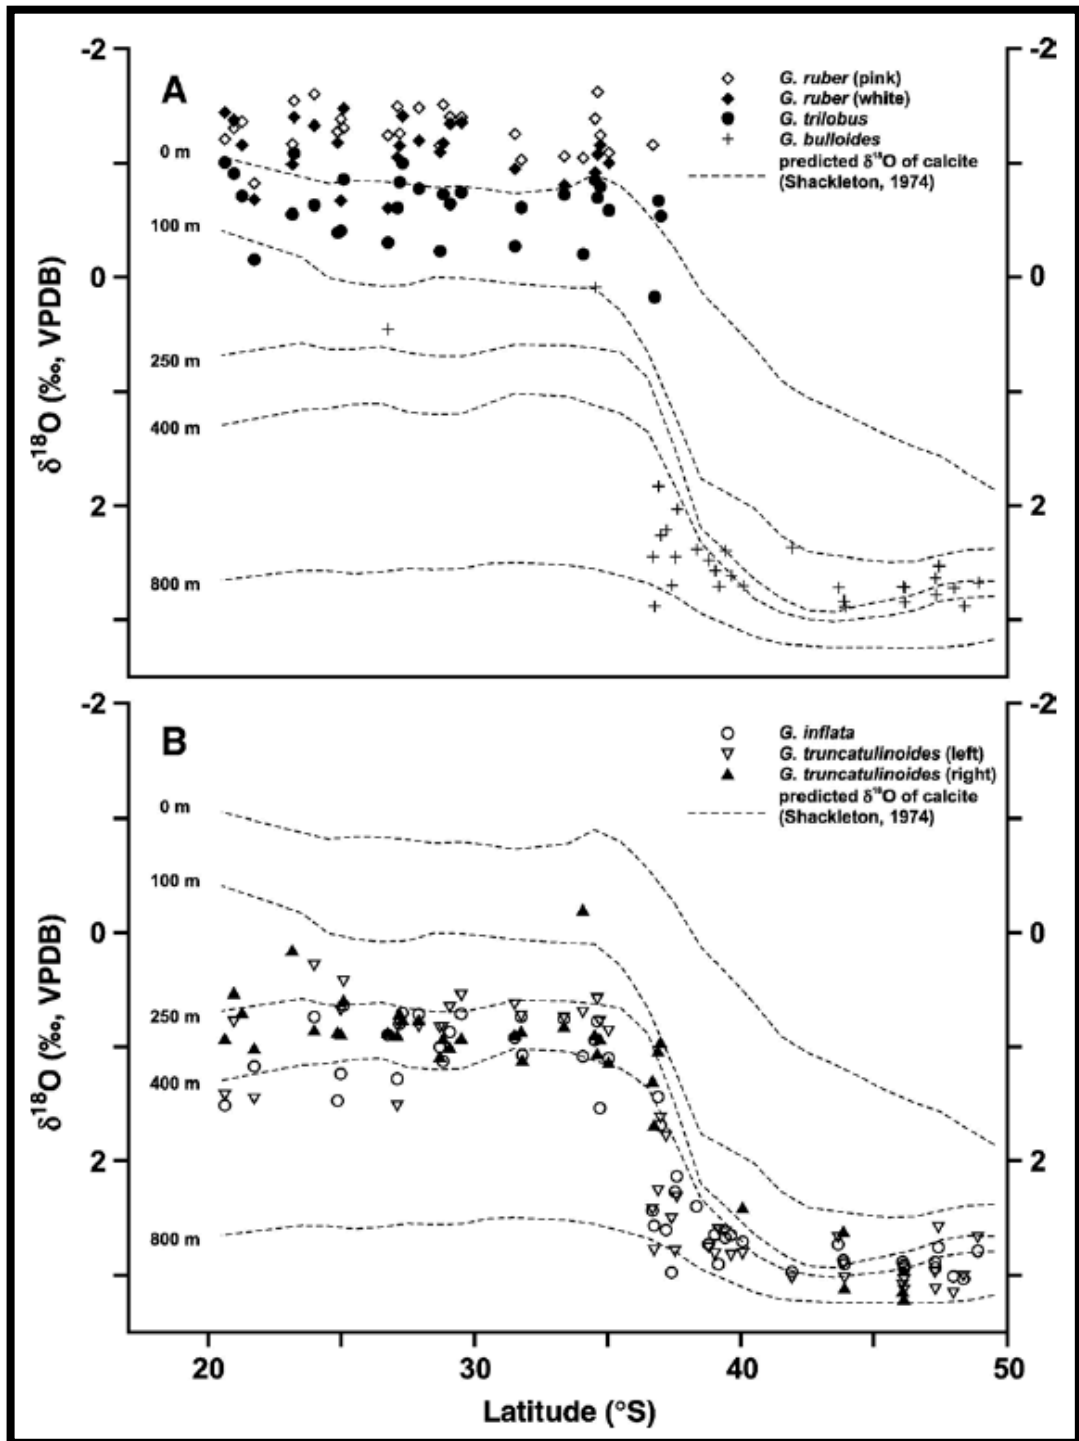 -2
-2
A
G. ruber (pink)
G. ruber (white)
G. trilobus
G. bulloides
predicted δ¹⁸O of calcite
(Shackleton, 1974)
0 m
100 m
0
0
250 m
400 m
2
2
800 m
δ¹⁸O (‰, VPDB)
-2
-2
B
G. inflata
G. truncatulinoides (left)
G. truncatulinoides (right)
predicted δ¹⁸O of calcite
(Shackleton, 1974)
0 m
100 m
0
0
250 m
400 m
2
2
800 m
δ¹⁸O (‰, VPDB)
20
30
40
50
Latitude (°S)